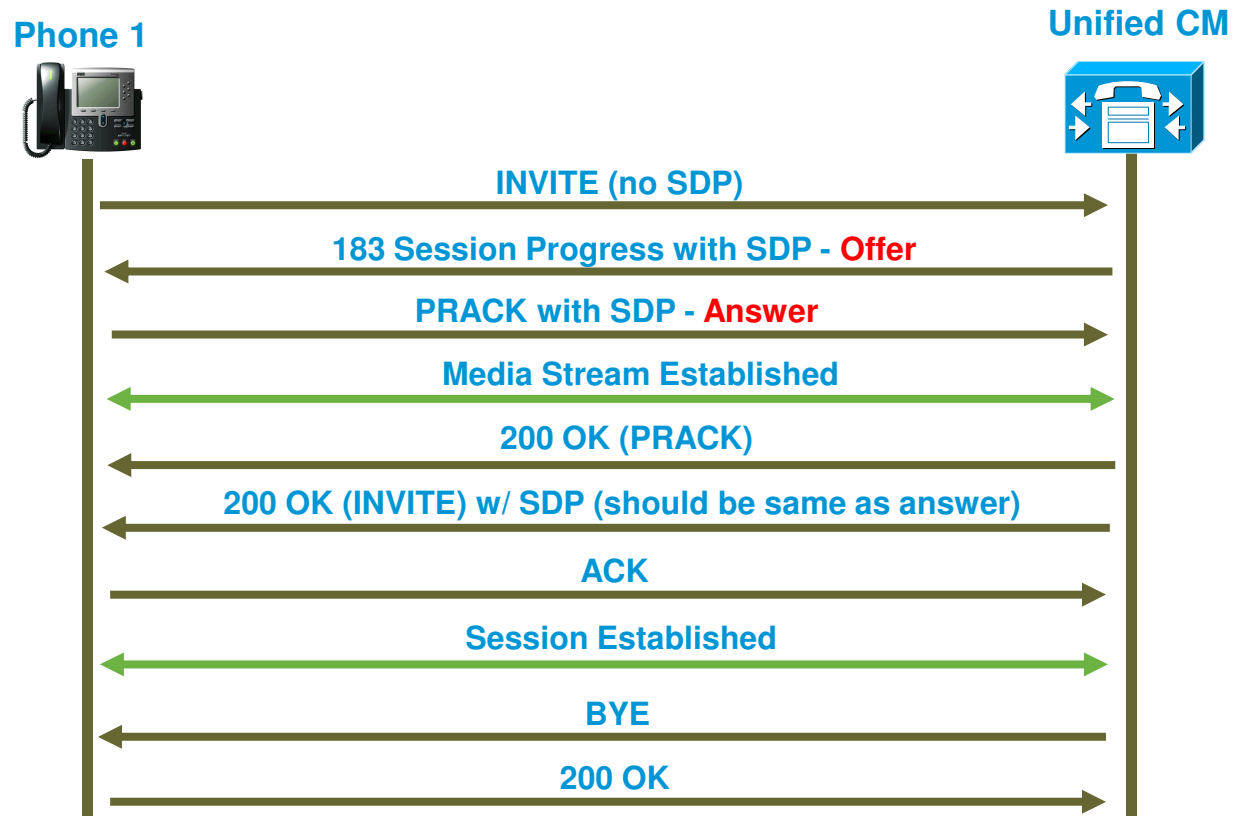 Phone 1
Unified CM
INVITE (no SDP)
183 Session Progress with SDP - Offer
PRACK with SDP - Answer
Media Stream Established
200 OK (PRACK)
200 OK (INVITE) w/ SDP (should be same as answer)
ACK
Session Established
BYE
200 OK